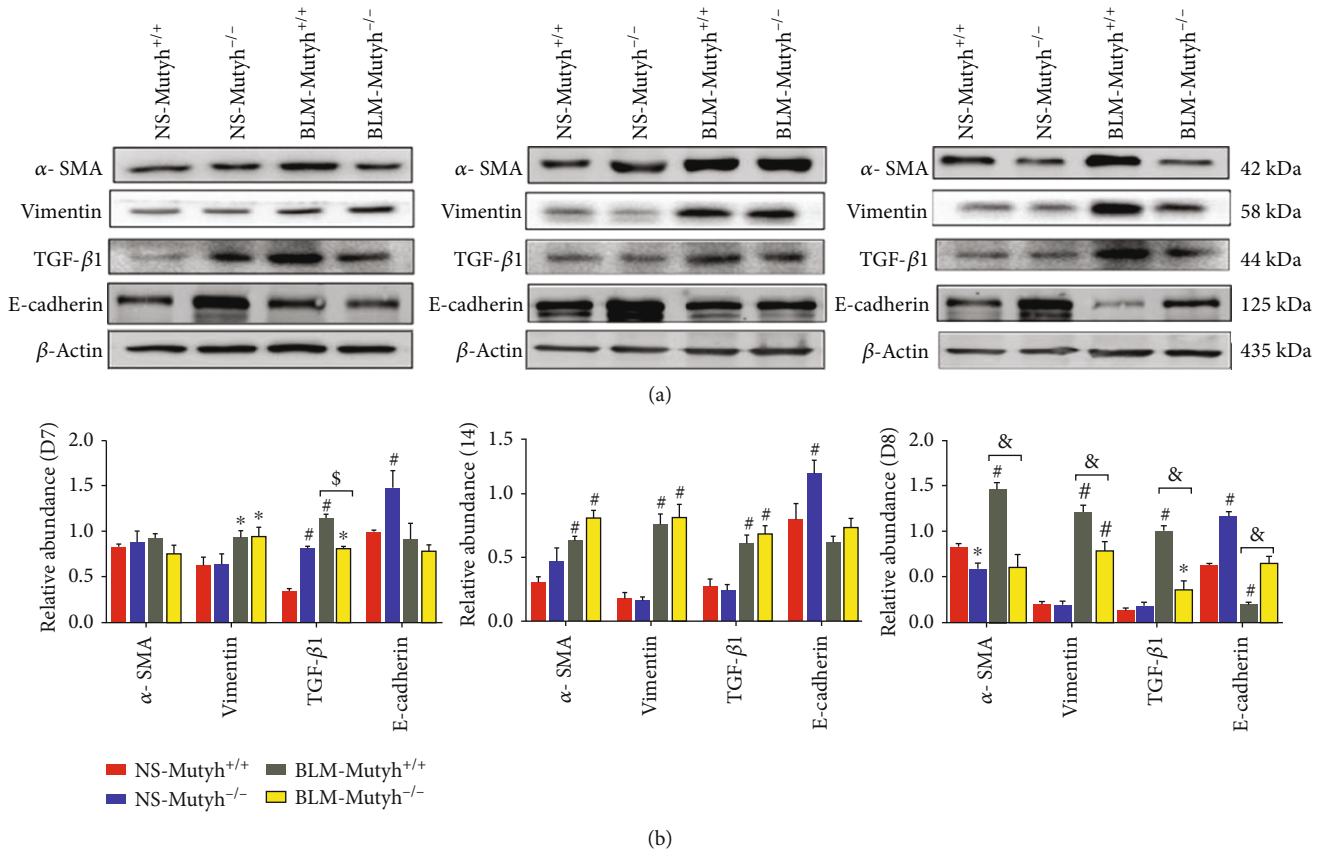 NS-Mutyh+/+
NS-Mutyh−/−
BLM-Mutyh+/+
BLM-Mutyh−/−
NS-Mutyh+/+
NS-Mutyh−/−
BLM-Mutyh+/+
BLM-Mutyh−/−
NS-Mutyh+/+
NS-Mutyh−/−
BLM-Mutyh+/+
BLM-Mutyh−/−
α- SMA
α- SMA
α- SMA
42 kDa
Vimentin
Vimentin
Vimentin
58 kDa
TGF-β1
TGF-β1
TGF-β1
44 kDa
E-cadherin
E-cadherin
E-cadherin
125 kDa
β-Actin
β-Actin
β-Actin
435 kDa
(a)
Relative abundance (D7)
2.0
1.5
1.0
0.5
0.0
* *
# # $ *
#
α- SMA
Vimentin
TGF-β1
E-cadherin
Relative abundance (14)
1.5
1.0
0.5
0.0
# #
# #
# #
#
α- SMA
Vimentin
TGF-β1
E-cadherin
Relative abundance (D8)
2.0
1.5
1.0
0.0
0.0
* # &
# # &
# * &
# # &
α- SMA
Vimentin
TGF-β1
E-cadherin
NS-Mutyh+/+
BLM-Mutyh+/+
NS-Mutyh−/−
BLM-Mutyh−/−
(b)